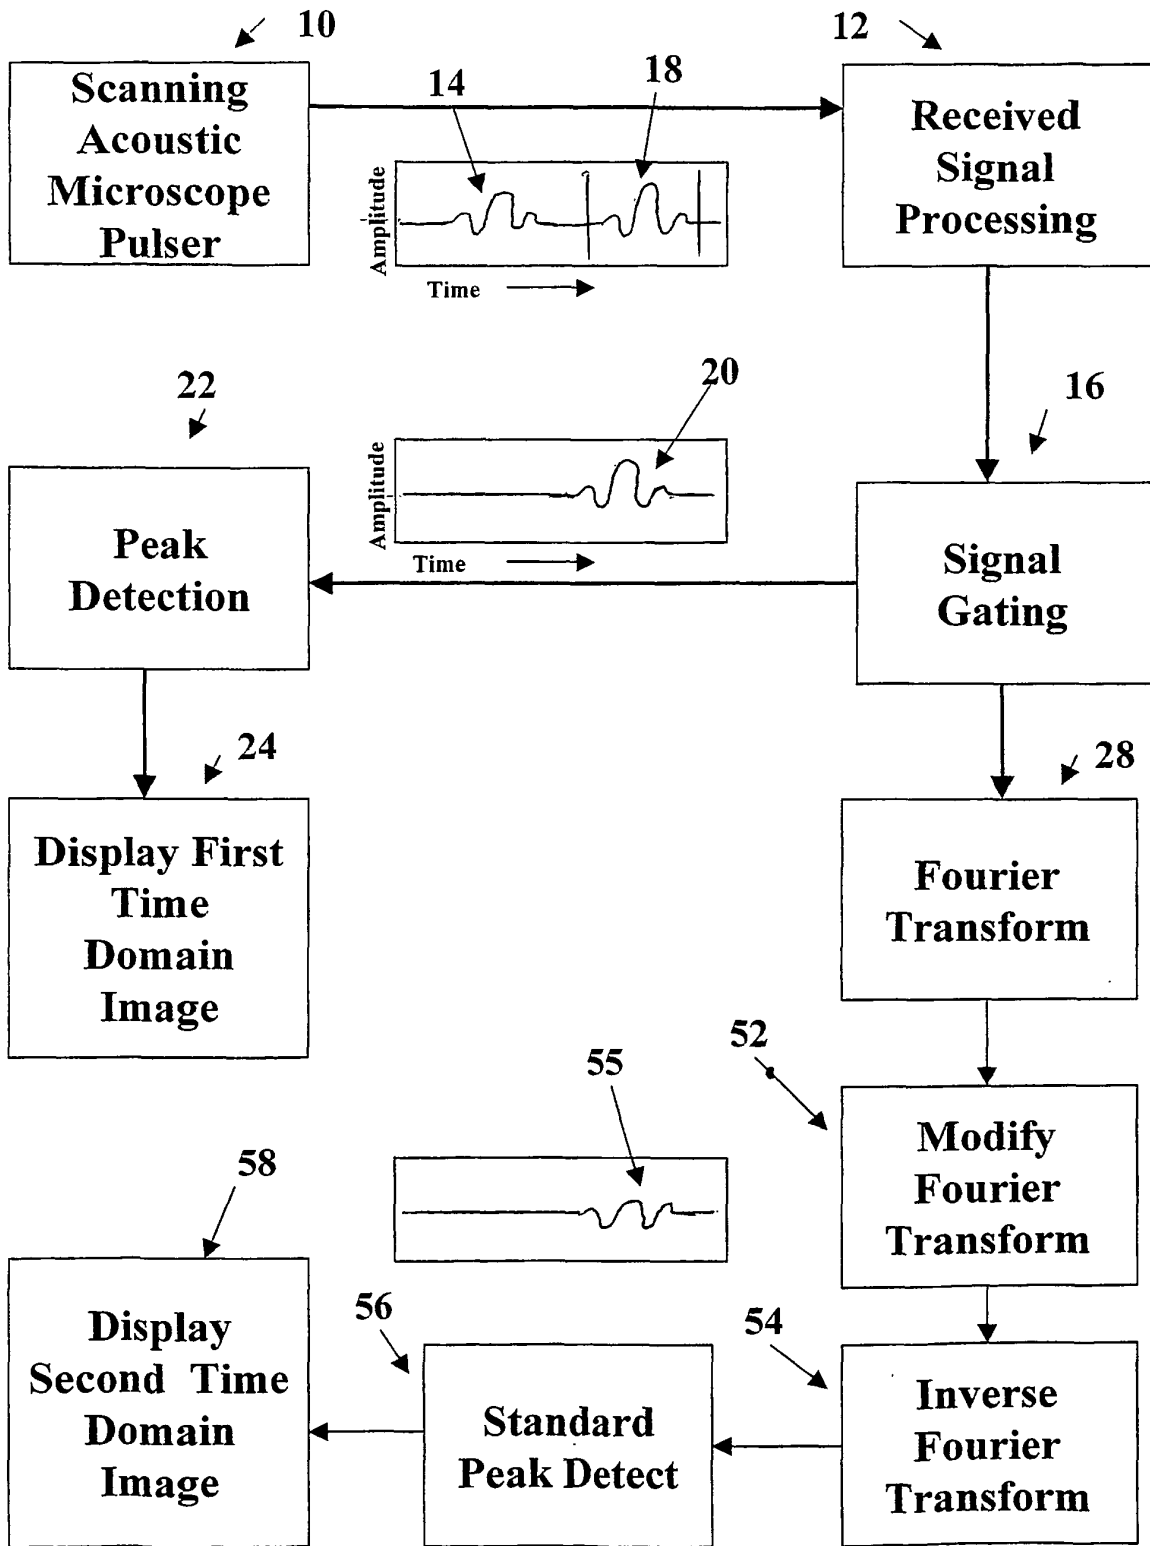 10
12
Scanning
Acoustic
Microscope
Pulser
14
18
Amplitude
Time
Received
Signal
Processing
22
20
16
Peak
Detection
Amplitude
Time
Signal
Gating
24
28
Display First
Time
Domain
Image
Fourier
Transform
52
55
Modify
Fourier
Transform
58
56
54
Display
Second Time
Domain
Image
Standard
Peak Detect
Inverse
Fourier
Transform